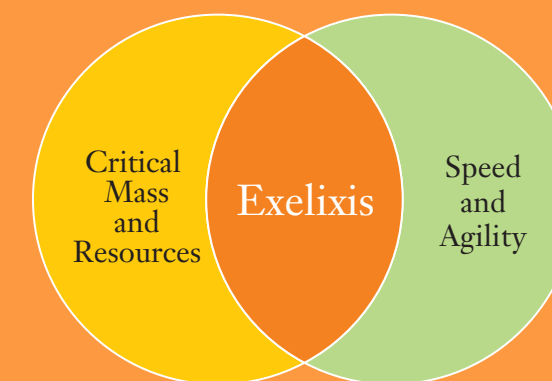 Critical
Mass
and
Resources
Exelixis
Speed
and
Agility